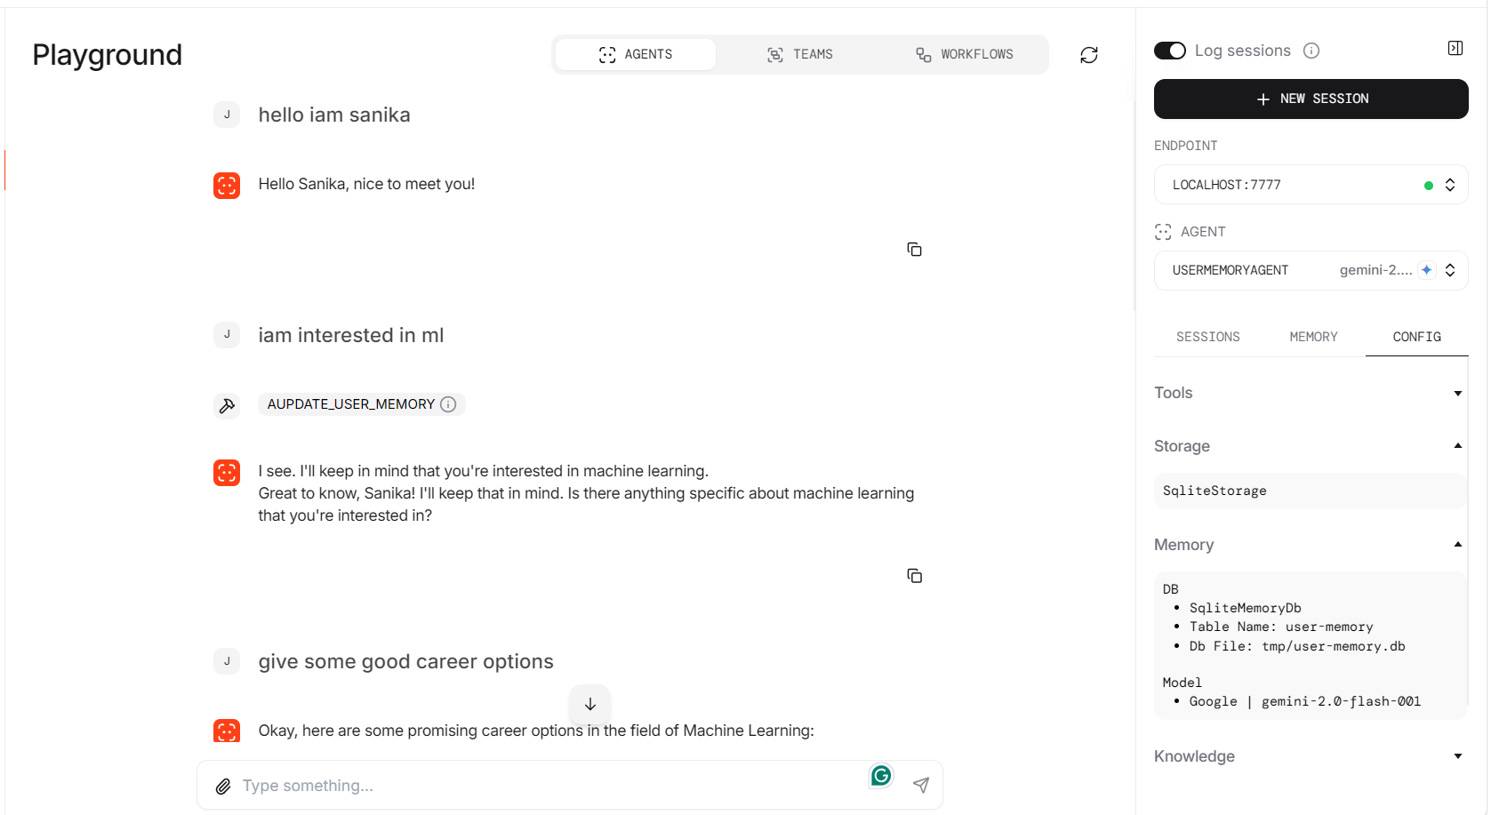 Playground
AGENTS
TEAMS
WORKFLOWS
J
hello iam sanika
Hello Sanika, nice to meet you!
J
iam interested in ml
AUPDATE_USER_MEMORY
I see. I'll keep in mind that you're interested in machine learning.
Great to know, Sanika! I'll keep that in mind. Is there anything specific about machine learning
that you're interested in?
J
give some good career options
Okay, here are some promising career options in the field of Machine Learning:
Type something...
Log sessions
+ NEW SESSION
ENDPOINT
LOCALHOST:7777
AGENT
USERMEMORYAGENT gemini-2....
SESSIONS
MEMORY
CONFIG
Tools
Storage
SqliteStorage
Memory
DB
• SqliteMemoryDb
• Table Name: user-memory
• Db File: tmp/user-memory.db
Model
• Google | gemini-2.0-flash-001
Knowledge